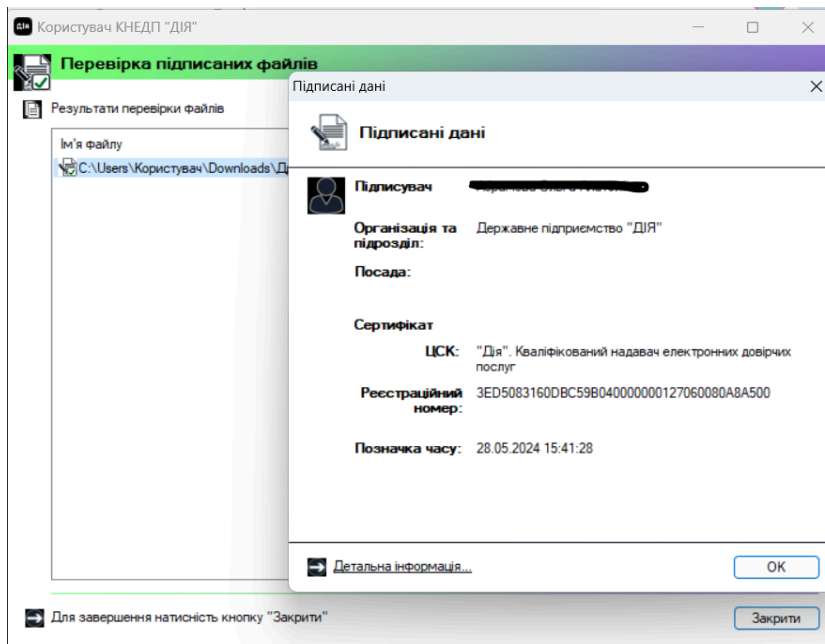 Дія
Користувач КНЕДП "ДІЯ"
Перевірка підписаних файлів
Результати перевірки файлів
Ім'я файлу
C:\Users\Користувач\Downloads\Д
Підписані дані
Підписані дані
Підписувач
Організація та підрозділ:
Державне підприємство "ДІЯ"
Посада:
Сертифікат
ЦСК:
"Дія". Кваліфікований надавач електронних довірчих
послуг
Реєстраційний номер:
3ED5083160DBC59B040000000127060080A8A500
Позначка часу:
28.05.2024 15:41:28
Детальна інформація...
OK
Для завершення натисність кнопку "Закрити"
Закрити